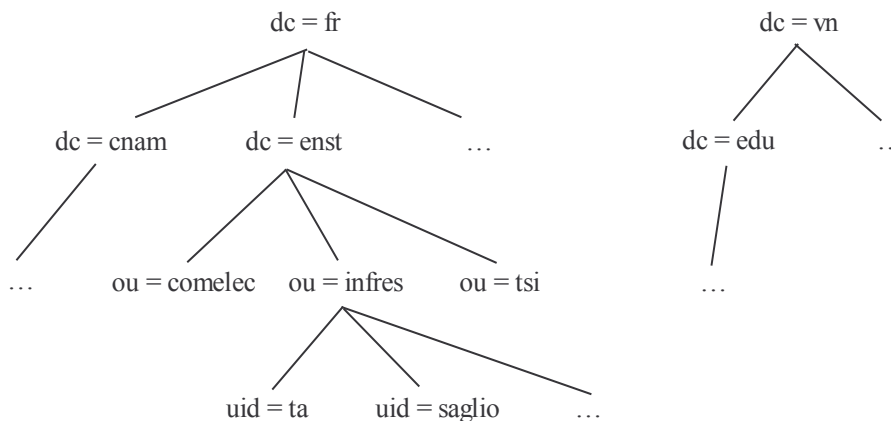 dc = fr dc = vn
dc = cnam dc = enst … dc = edu …
… ou = comelec ou = infres ou = tsi …
uid = ta uid = saglio …